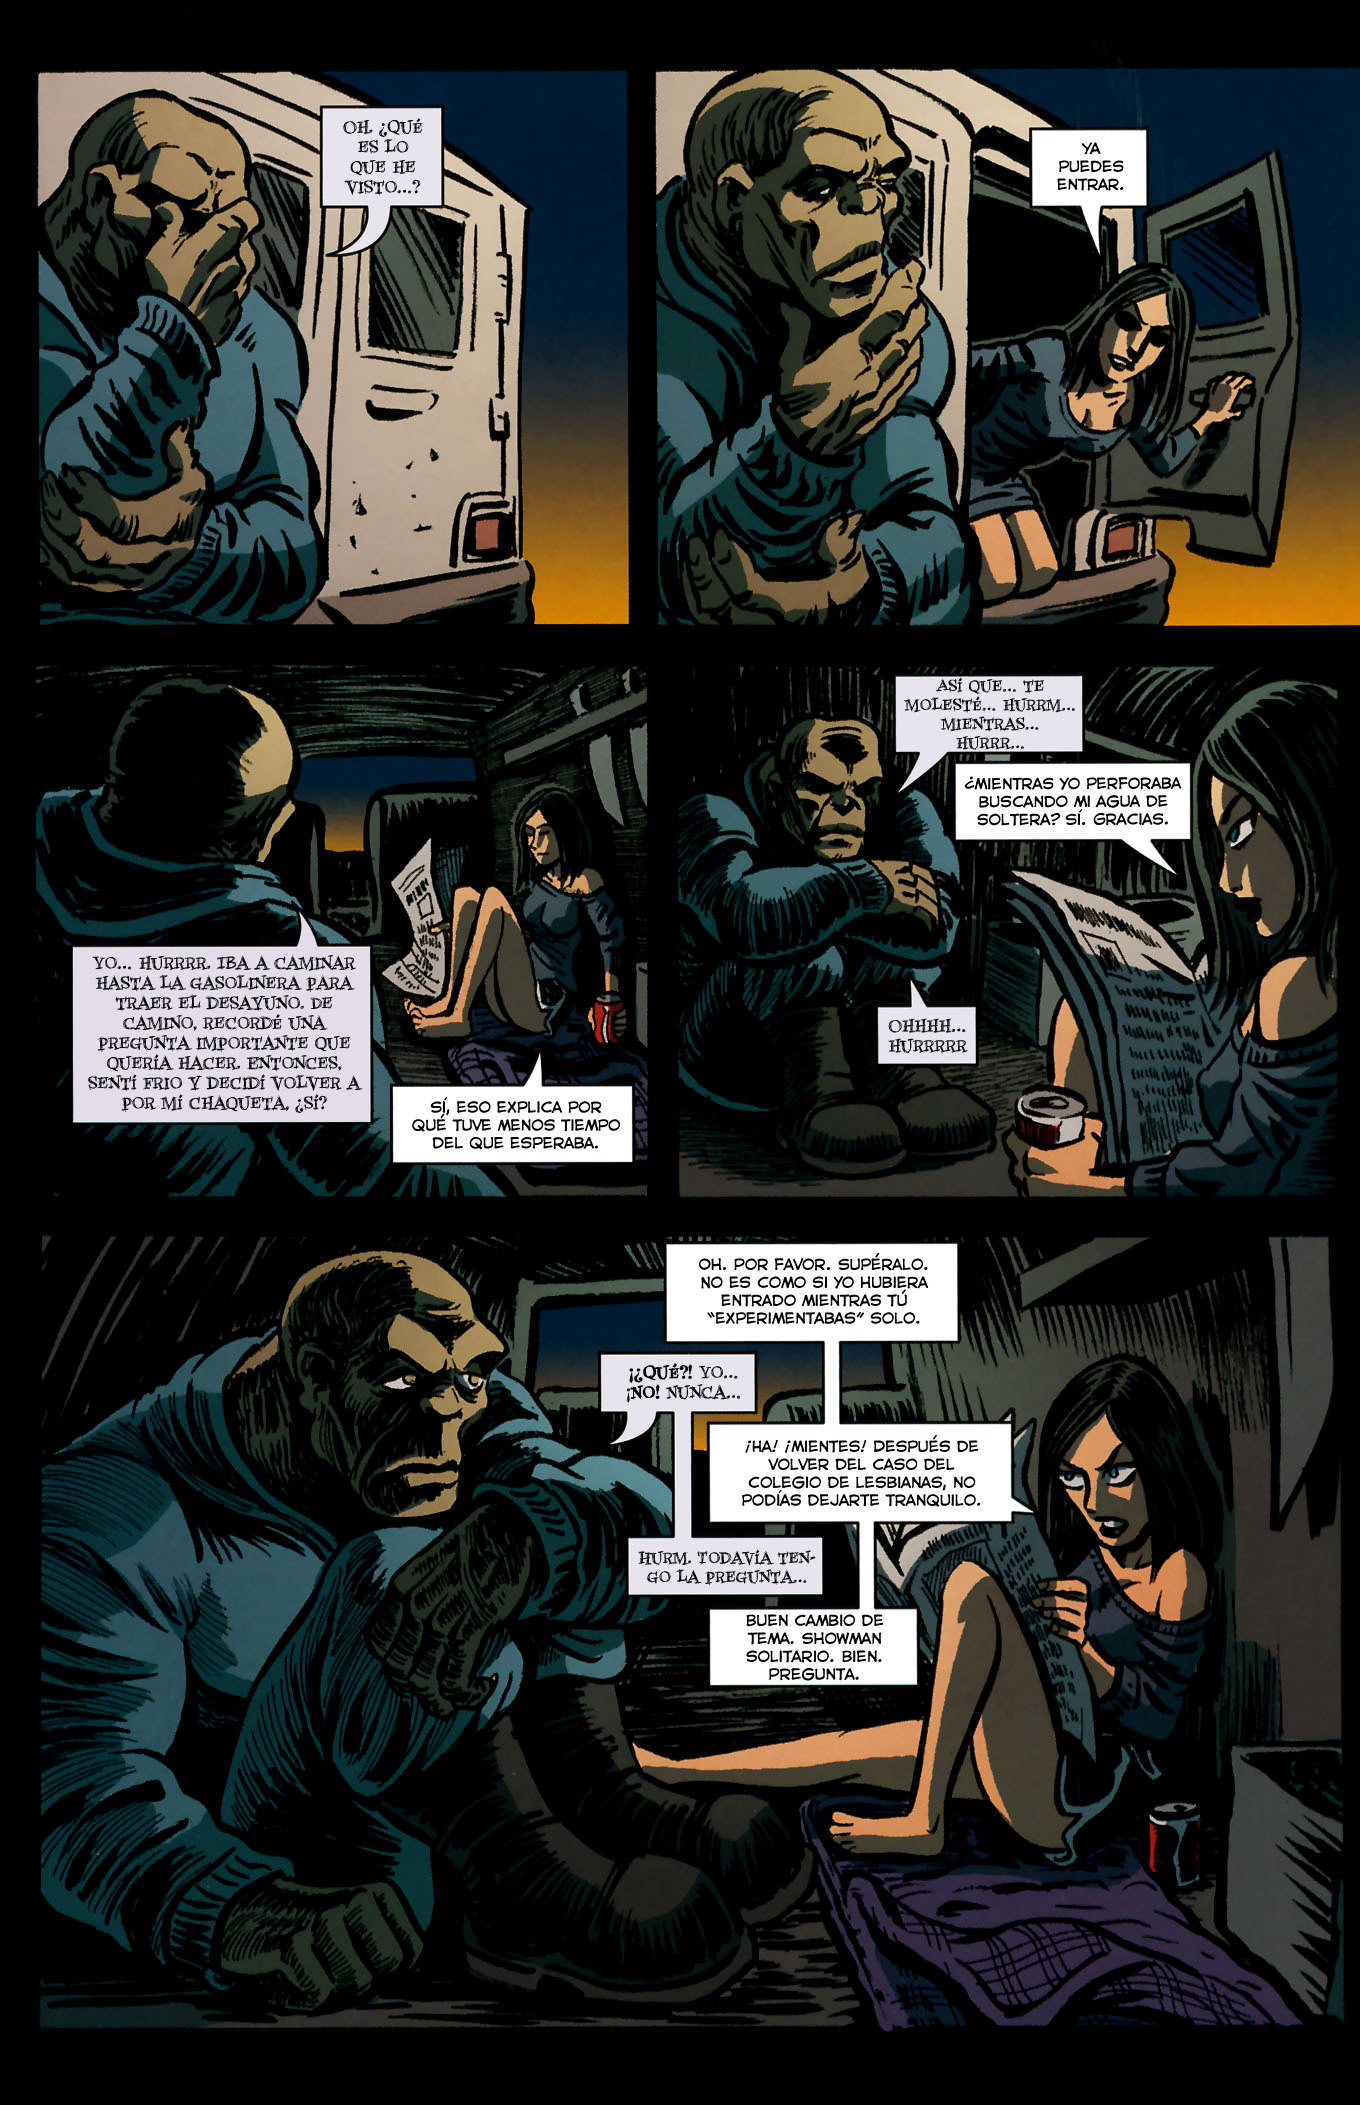 OH. ¿QUÉ
ES LO
QUE HE
VISTO...?
YA
PUEDES
ENTRAR.
YO... HURRRR. IBA A CAMINAR
HASTA LA GASOLINERA PARA
TRAER EL DESAYUNO. DE
CAMINO, RECORDÉ UNA
PREGUNTA IMPORTANTE QUE
QUERÍA HACER. ENTONCES,
SENTÍ FRIO Y DECIDÍ VOLVER A
POR MÍ CHAQUETA. ¿SÍ?
SÍ, ESO EXPLICA POR
QUÉ TUVE MENOS TIEMPO
DEL QUE ESPERABA.
ASÍ QUE... TE
MOLESTÉ... HURRM...
MIENTRAS...
HURRR...
¿MIENTRAS YO PERFORABA
BUSCANDO MI AGUA DE
SOLTERA? SÍ. GRACIAS.
OHHHH...
HURRRRR
OH. POR FAVOR. SUPÉRALO.
NO ES COMO SI YO HUBIERA
ENTRADO MIENTRAS TÚ
"EXPERIMENTABAS" SOLO.
¡¿QUÉ?! YO...
¡NO! NUNCA...
¡HA! ¡MIENTES! DESPUÉS DE
VOLVER DEL CASO DEL
COLEGIO DE LESBIANAS, NO
PODÍAS DEJARTE TRANQUILO.
HURM. TODAVÍA TEN-
GO LA PREGUNTA...
BUEN CAMBIO DE
TEMA. SHOWMAN
SOLITARIO. BIEN.
PREGUNTA.